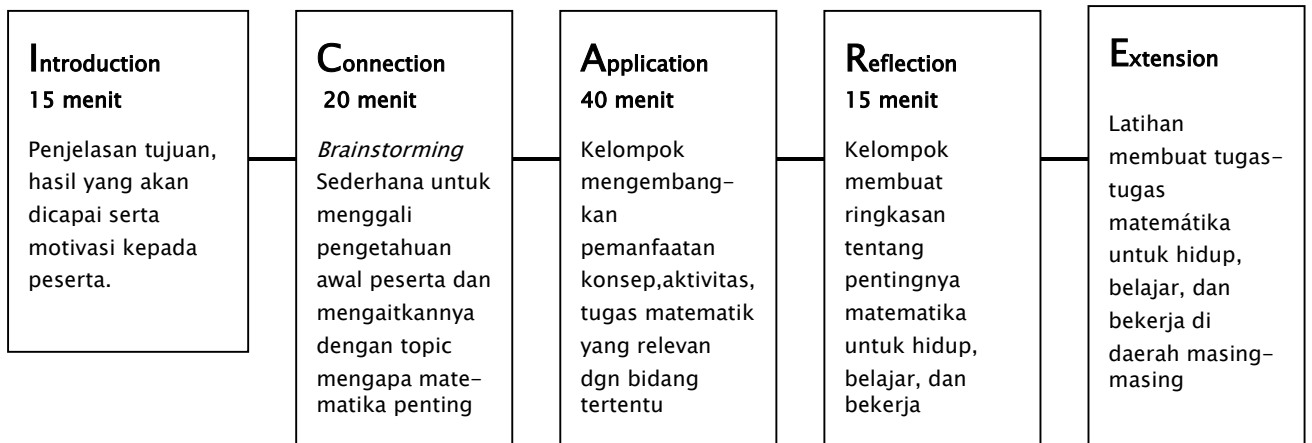 Introduction
15 menit
Penjelasan tujuan,
hasil yang akan
dicapai serta
motivasi kepada
peserta.
Connection
20 menit
Brainstorming
Sederhana untuk
menggali
pengetahuan
awal peserta dan
mengaitkannya
dengan topic
mengapa mate-
matika penting
Application
40 menit
Kelompok
mengembang-
kan
pemanfaatan
konsep,aktivitas,
tugas matematik
yang relevan
dgn bidang
tertentu
Reflection
15 menit
Kelompok
membuat
ringkasan
tentang
pentingnya
matematika
untuk hidup,
belajar, dan
bekerja
Extension
Latihan
membuat tugas-
tugas
matemátika
untuk hidup,
belajar, dan
bekerja di
daerah masing-
masing